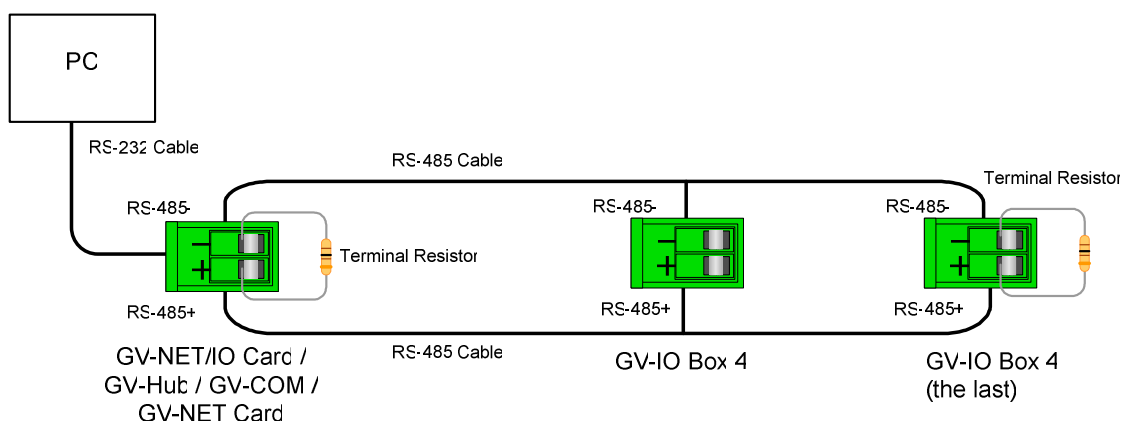 PC
RS-232 Cable
RS-485 Cable
Terminal Resistor
RS-485-
RS-485-
RS-485-
−
+
Terminal Resistor
−
+
−
+
RS-485+
RS-485+
RS-485+
RS-485 Cable
GV-NET/IO Card /
GV-Hub / GV-COM /
GV-NET Card
GV-IO Box 4
GV-IO Box 4
(the last)